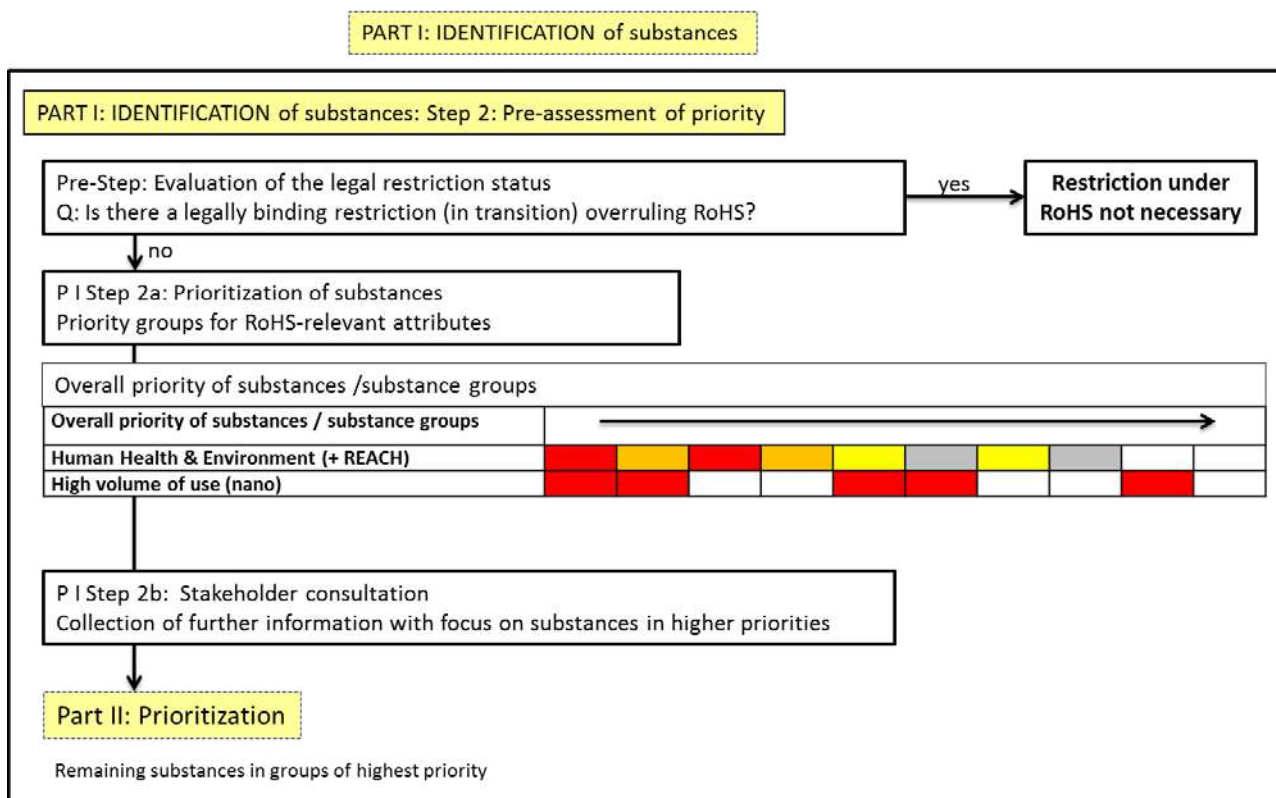 PART I: IDENTIFICATION of substances
PART I: IDENTIFICATION of substances: Step 2: Pre-assessment of priority
Pre-Step: Evaluation of the legal restriction status
Q: Is there a legally binding restriction (in transition) overruling RoHS?
yes
Restriction under
RoHS not necessary
no
P I Step 2a: Prioritization of substances
Priority groups for RoHS-relevant attributes
Overall priority of substances /substance groups
Overall priority of substances / substance groups
Human Health & Environment (+ REACH)
High volume of use (nano)
P I Step 2b: Stakeholder consultation
Collection of further information with focus on substances in higher priorities
Part II: Prioritization
Remaining substances in groups of highest priority